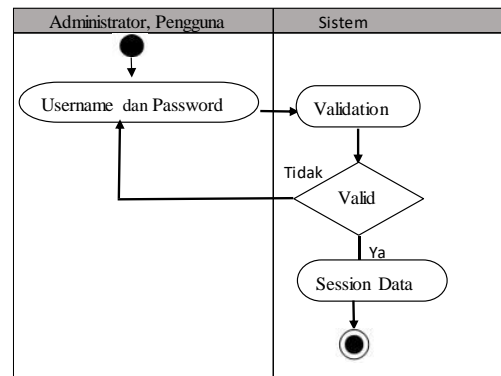 Administrator, Pengguna
Sistem
Username dan Password
Validation
Tidak
Valid
Ya
Session Data